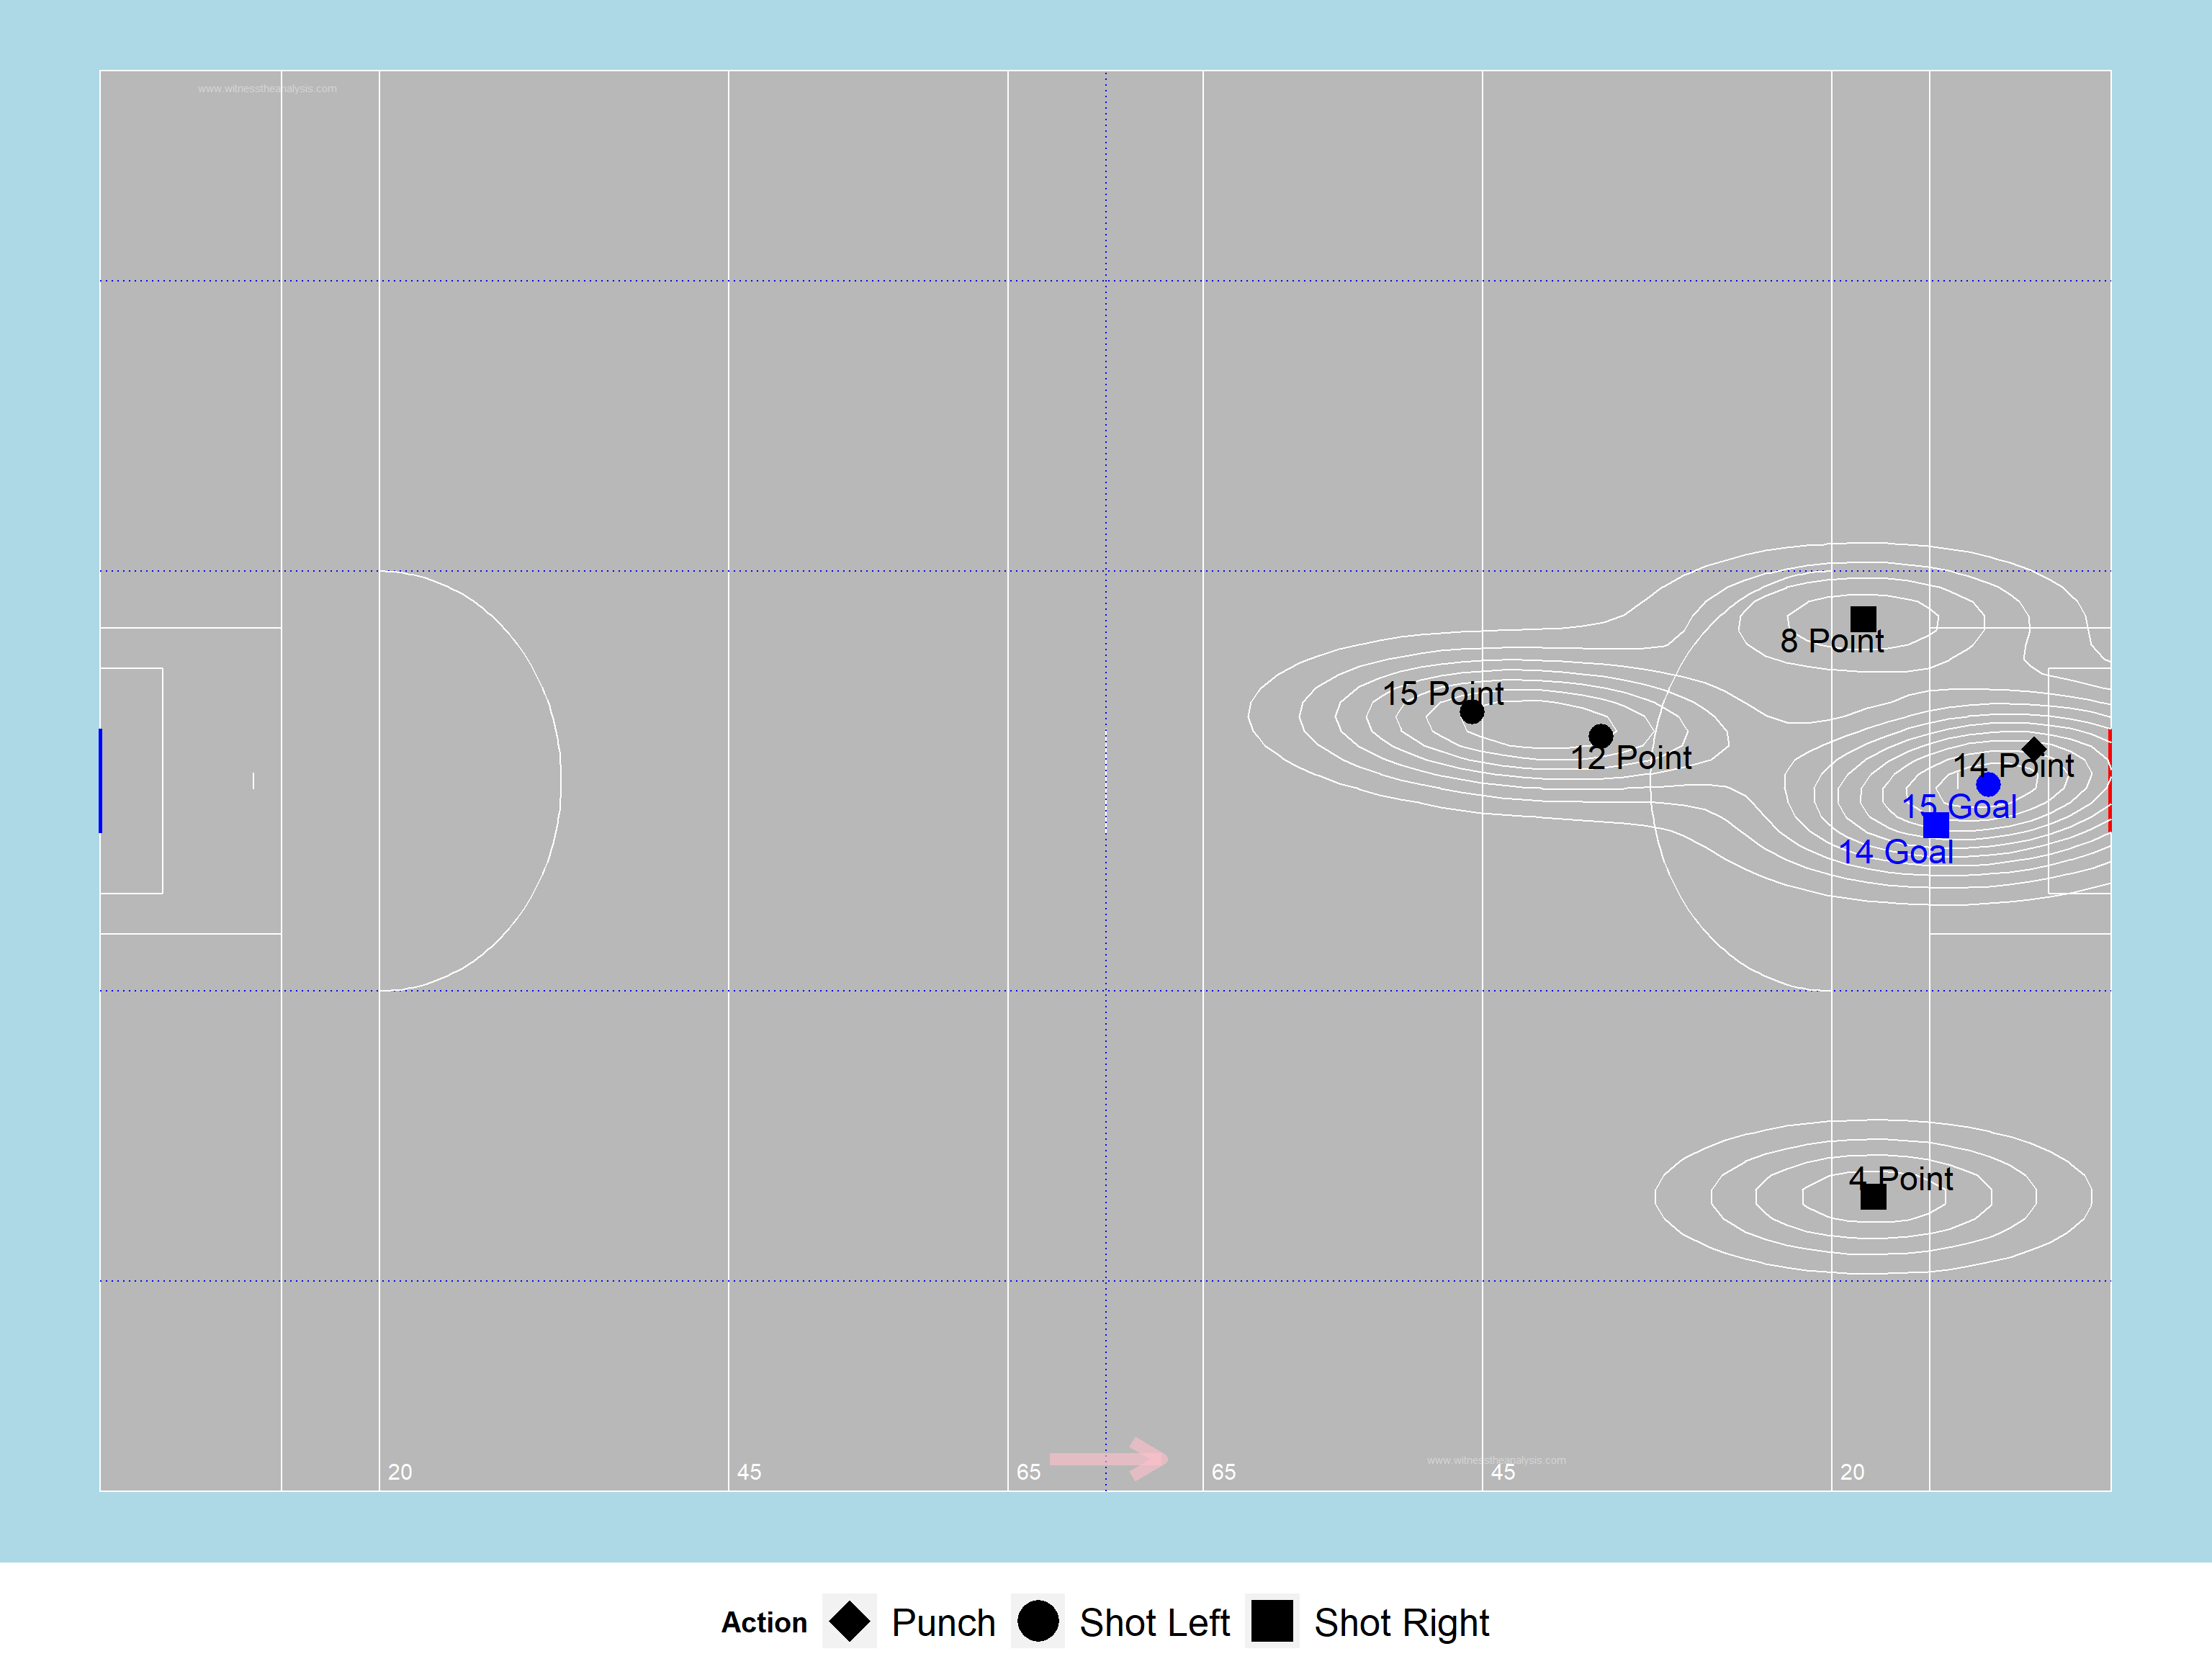 www.witnesstheanalysis.com
8 Point
15 Point
12 Point
14 Point
15 Goal
14 Goal
4 Point
www.witnesstheanalysis.com
20
45
65
65
45
20
Action Punch Shot Left Shot Right